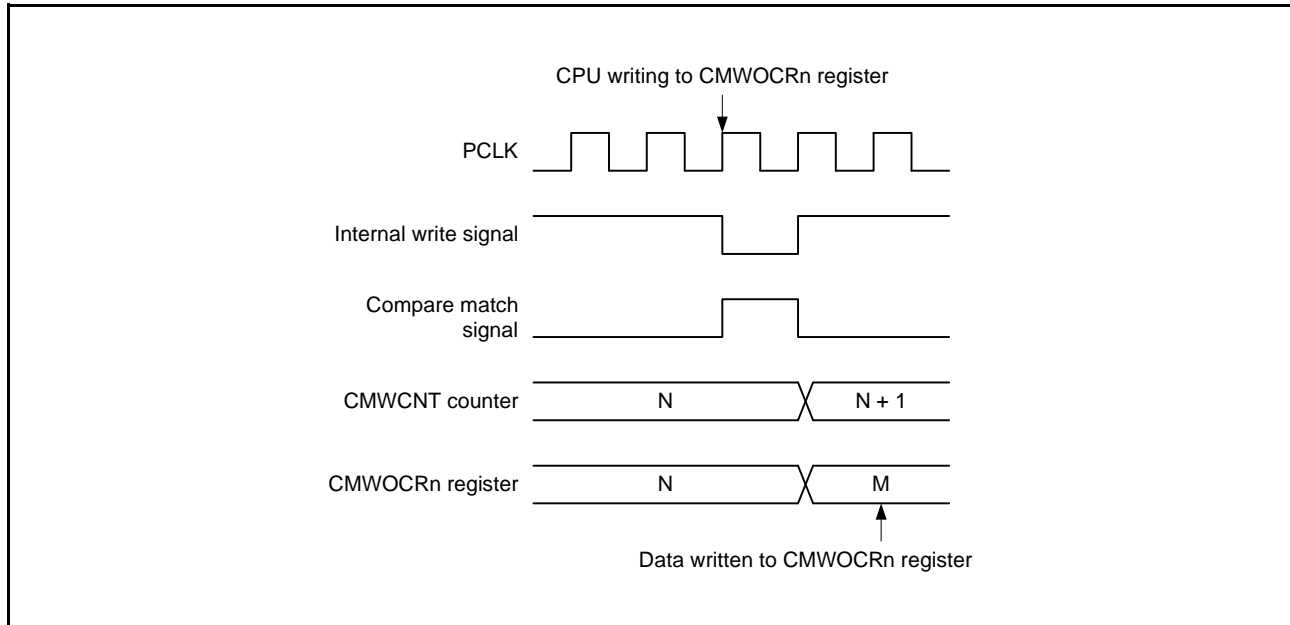 CPU writing to CMWOCRn register
PCLK
Internal write signal
Compare match
signal
CMWCNT counter
N
N + 1
CMWOCRn register
N
M
Data written to CMWOCRn register